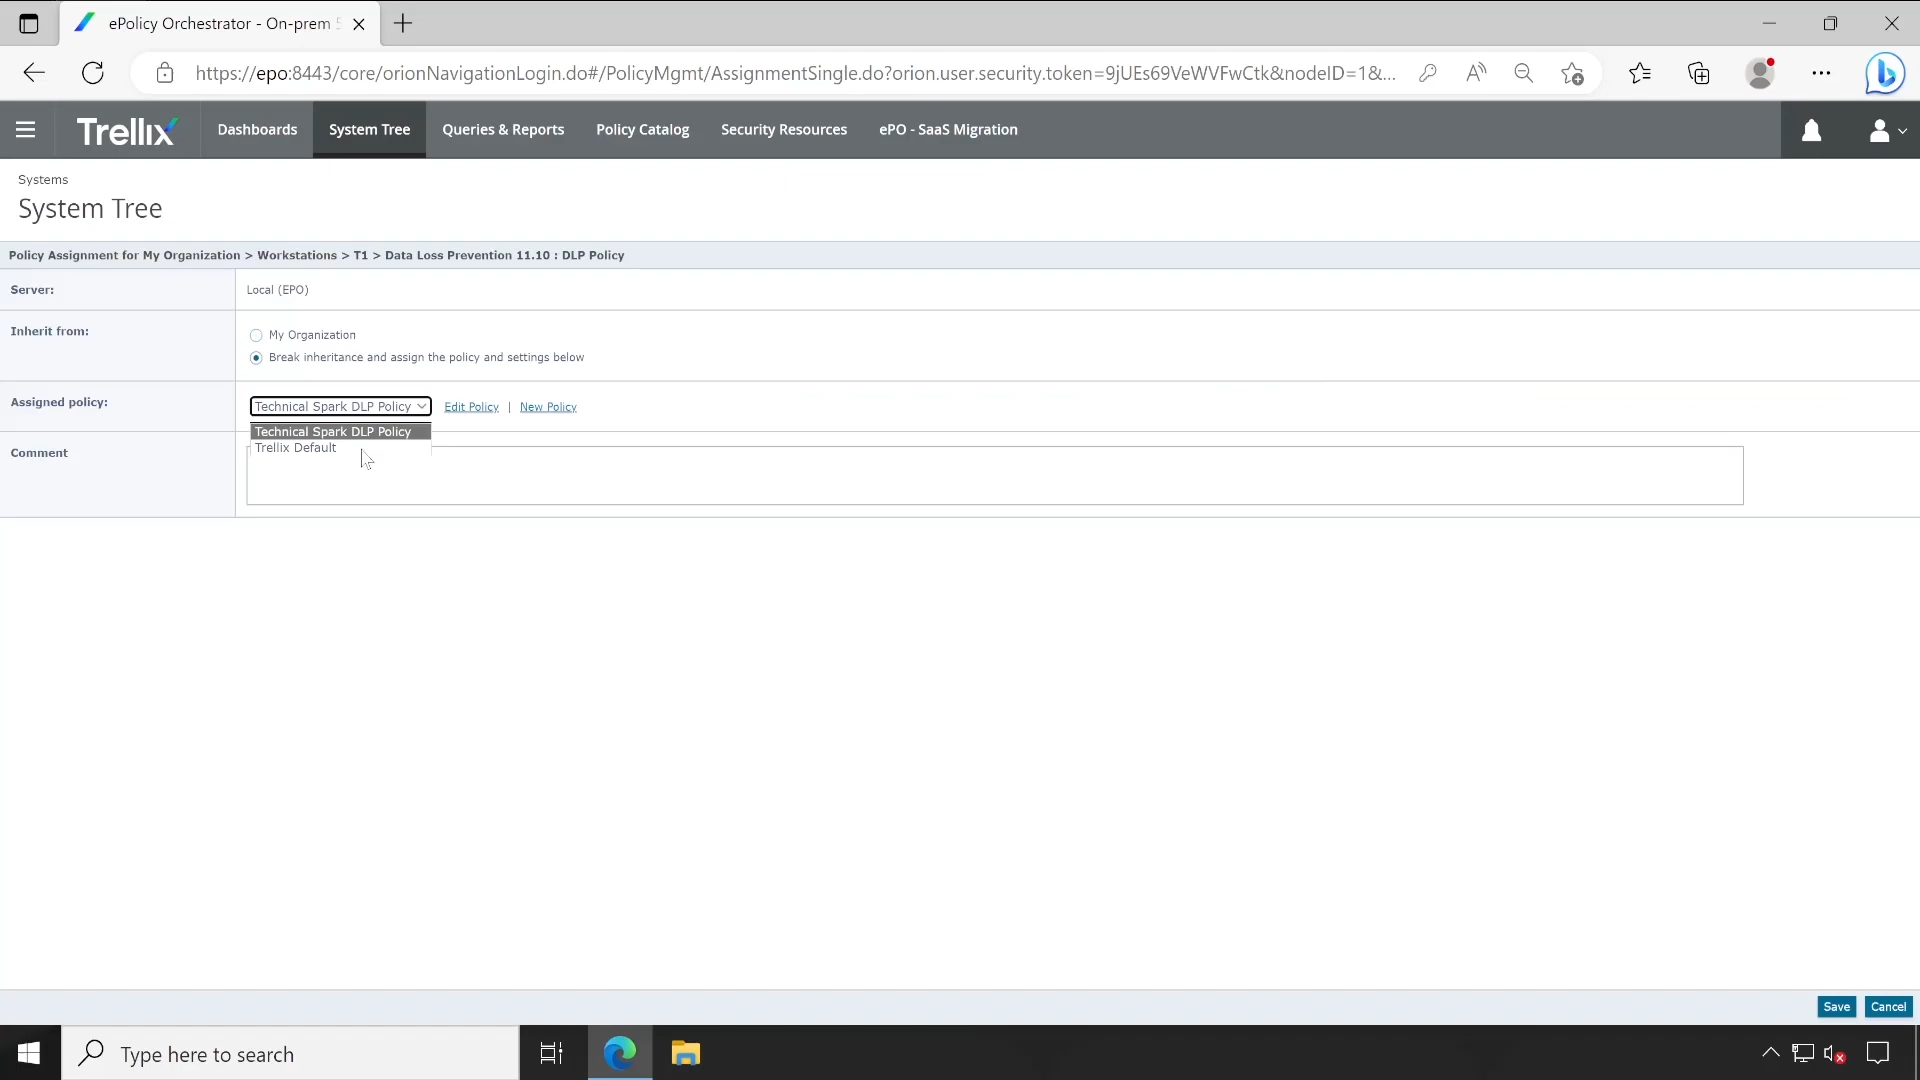 ePolicy Orchestrator - On-prem
https://epo:8443/core/orionNavigationLogin.do#/PolicyMgmt/AssignmentSingle.do?orion.user.security.token=9jUEs69VeWVFwCtk&nodeID=1&...
Trellix
Dashboards
System Tree
Queries & Reports
Policy Catalog
Security Resources
ePO - SaaS Migration
Systems
System Tree
Policy Assignment for My Organization > Workstations > T1 > Data Loss Prevention 11.10 : DLP Policy
Server:
Local (EPO)
Inherit from:
My Organization
Break inheritance and assign the policy and settings below
Assigned policy:
Technical Spark DLP Policy
Edit Policy | New Policy
Technical Spark DLP Policy
Trellix Default
Comment
Save
Cancel
Type here to search